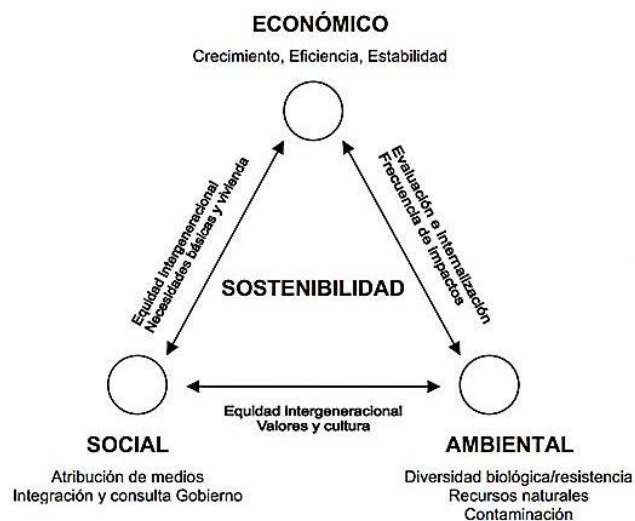 ECONÓMICO
Crecimiento, Eficiencia, Estabilidad
Equidad Intergeneracional
Necesidades básicas y vivienda
Evaluación e internalización
Frecuencia de impactos
SOSTENIBILIDAD
Equidad Intergeneracional
Valores y cultura
SOCIAL
Atribución de medios
Integración y consulta Gobierno
AMBIENTAL
Diversidad biológica/resistencia
Recursos naturales
Contaminación